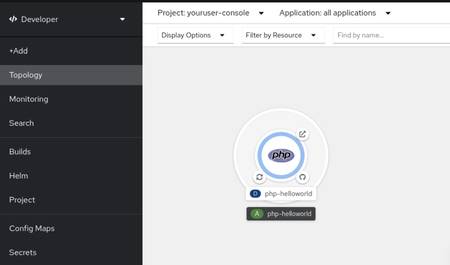 Developer
Project: youruser-console
Application: all applications
+Add
Display Options
Filter by Resource
Find by name...
Topology
Monitoring
Search
Builds
Helm
Project
Config Maps
Secrets
php
D php-helloworld
A php-helloworld